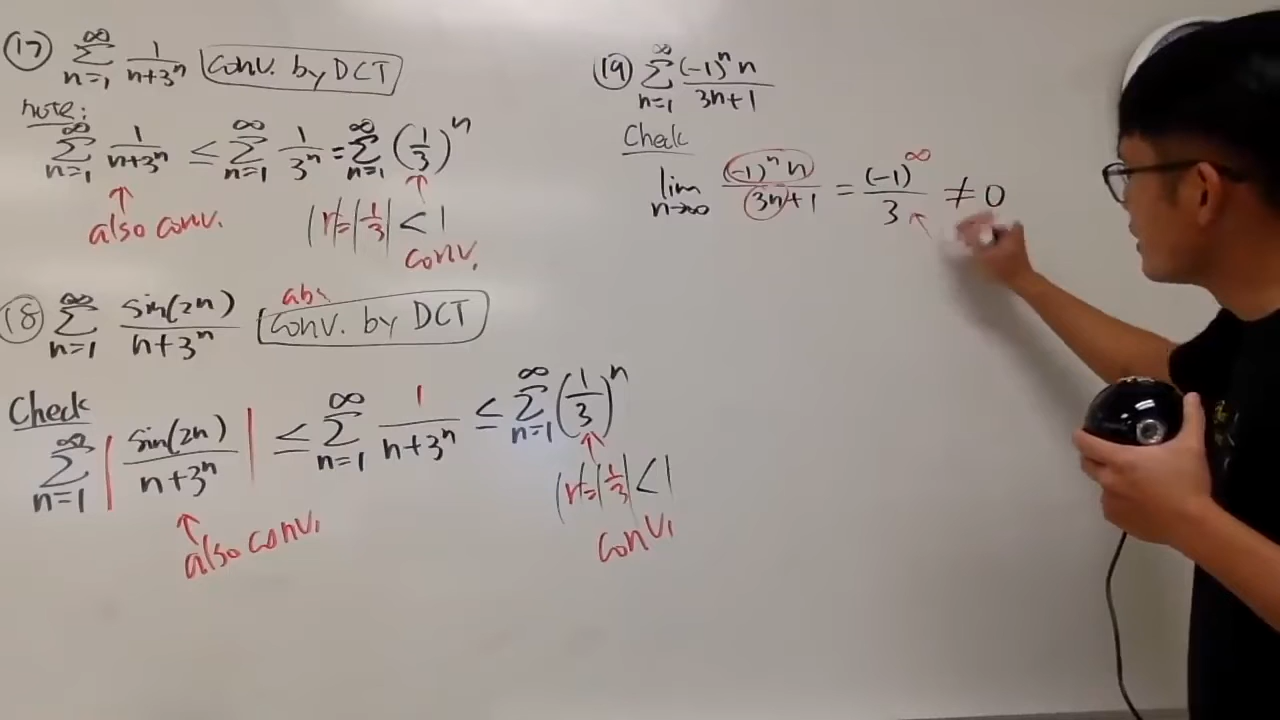 (17) ∑_{n=1}^{∞} 1/(n+3^n) conv. by DCT
note:
∑_{n=1}^{∞} 1/(n+3^n) ≤ ∑_{n=1}^{∞} 1/3^n = ∑_{n=1}^{∞} (1/3)^n
↑ also conv.
↑ |r|=|1/3| < 1
conv.
(18) ∑_{n=1}^{∞} sin(2n)/(n+3^n) abs conv. by DCT
Check
∑_{n=1}^{∞} |sin(2n)/(n+3^n)| ≤ ∑_{n=1}^{∞} 1/(n+3^n) ≤ ∑_{n=1}^{∞} (1/3)^n
↑ also conv.
↑ |r|=|1/3| < 1
conv.
(19) ∑_{n=1}^{∞} (-1)^n n/(3n+1)
Check
lim_{n→∞} (-1)^n n/(3n+1) = (-1)^∞/3 ≠ 0